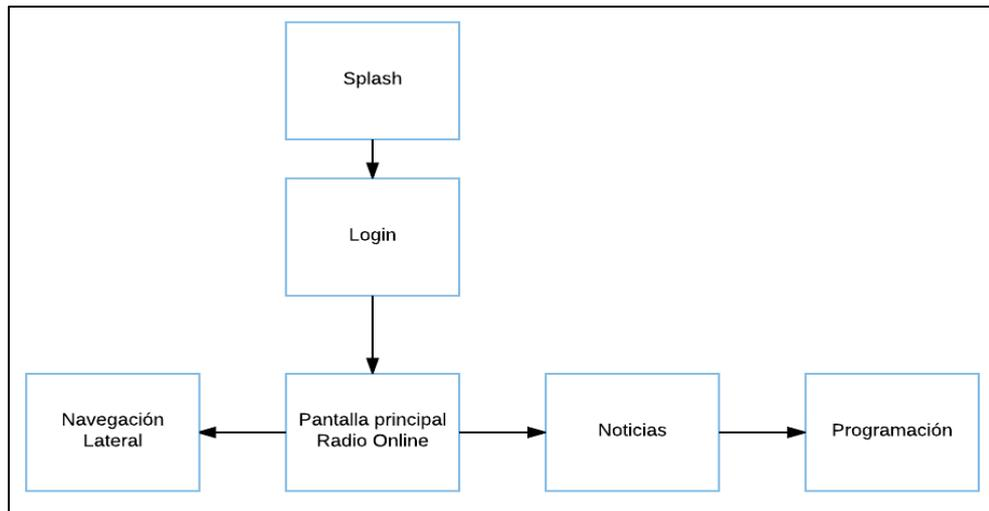 Splash
Login
Navegación
Lateral
Pantalla principal
Radio Online
Noticias
Programación